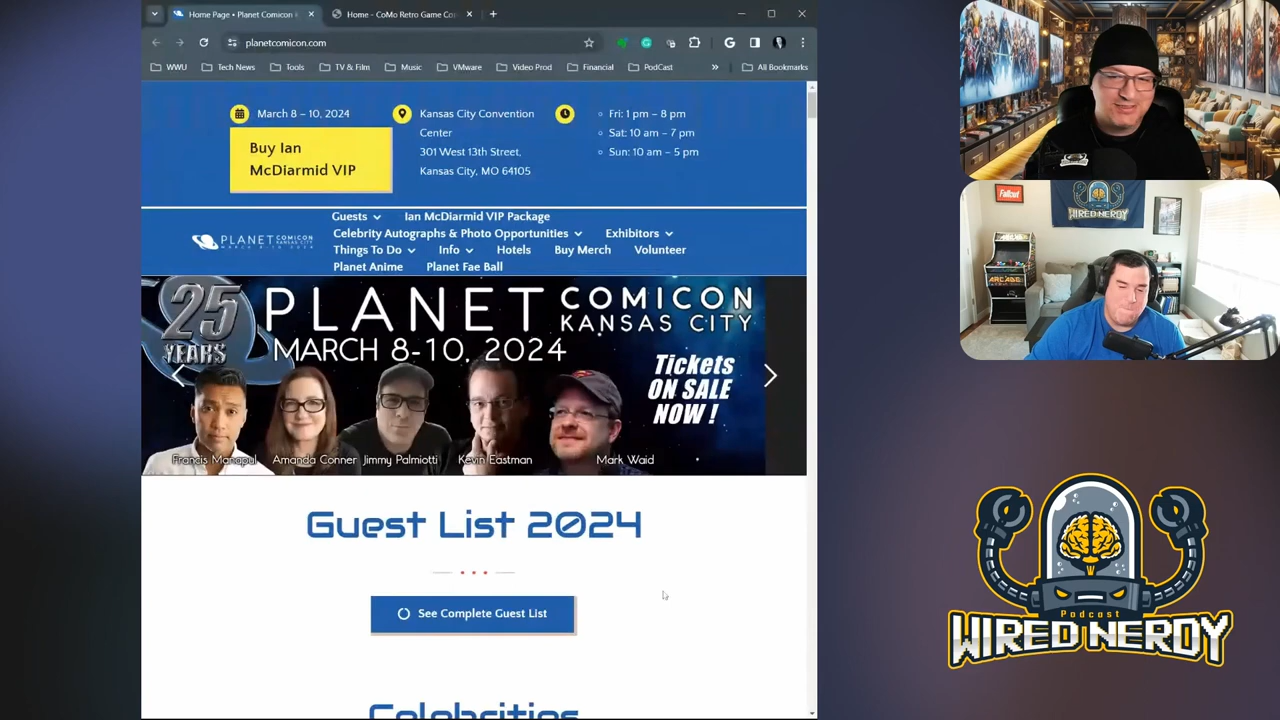 Home Page • Planet Comicon
Home - CoMo Retro Game Con
planetcomicon.com
WWU
Tech News
Tools
TV & Film
Music
VMware
Video Prod
Financial
PodCast
All Bookmarks
March 8 – 10, 2024
Buy Ian
McDiarmid VIP
Kansas City Convention
Center
301 West 13th Street,
Kansas City, MO 64105
Fri: 1 pm – 8 pm
Sat: 10 am – 7 pm
Sun: 10 am – 5 pm
PLANET COMICON
KANSAS CITY
Guests
Ian McDiarmid VIP Package
Celebrity Autographs & Photo Opportunities
Exhibitors
Things To Do
Info
Hotels
Buy Merch
Volunteer
Planet Anime
Planet Fae Ball
25
YEARS
PLANET COMICON
KANSAS CITY
MARCH 8-10, 2024
Tickets
ON SALE
NOW !
Francis Manapul
Amanda Conner
Jimmy Palmiotti
Kevin Eastman
Mark Waid
Guest List 2024
See Complete Guest List
Celebrities
Fallout
WIRED NERDY
ARCADE
Podcast
WIRED NERDY